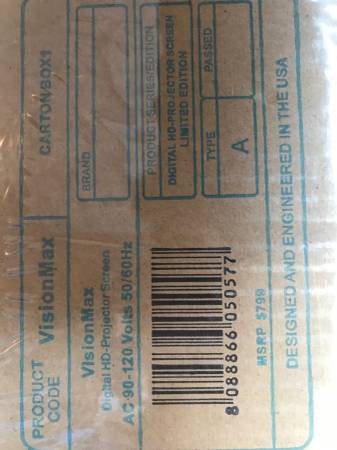 PRODUCT CODE
VisionMax
CARTON/BOX1
VisionMax
Digital HD-Projector Screen
AC-90-120 Volts 50/60Hz
8 088866 050577
MSRP 5799
BRAND
PRODUCT SERIES/EDITION
DIGITAL HD-PROJECTOR SCREEN
LIMITED EDITION
TYPE
A
PASSED
DESIGNED AND ENGINEERED IN THE USA